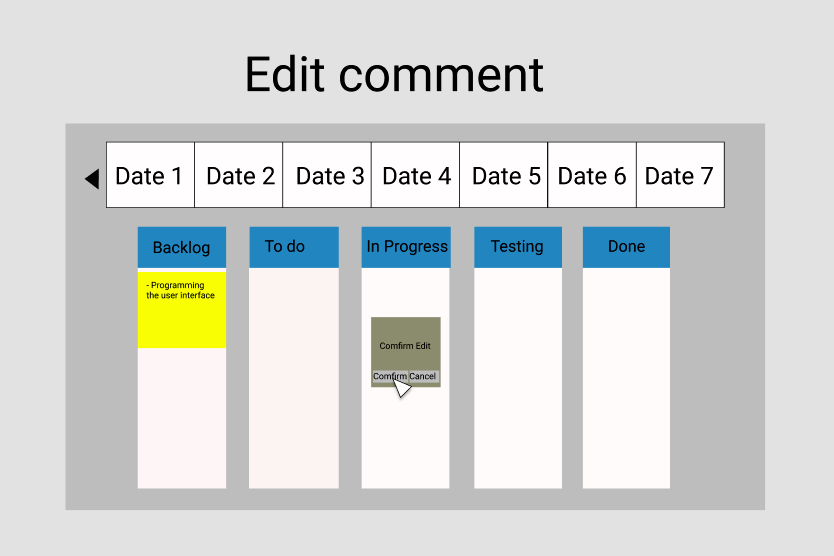 Edit comment
Date 1 Date 2 Date 3 Date 4 Date 5 Date 6 Date 7
Backlog To do In Progress Testing Done
- Programming
the user interface
Comfirm Edit
Comfirm Cancel